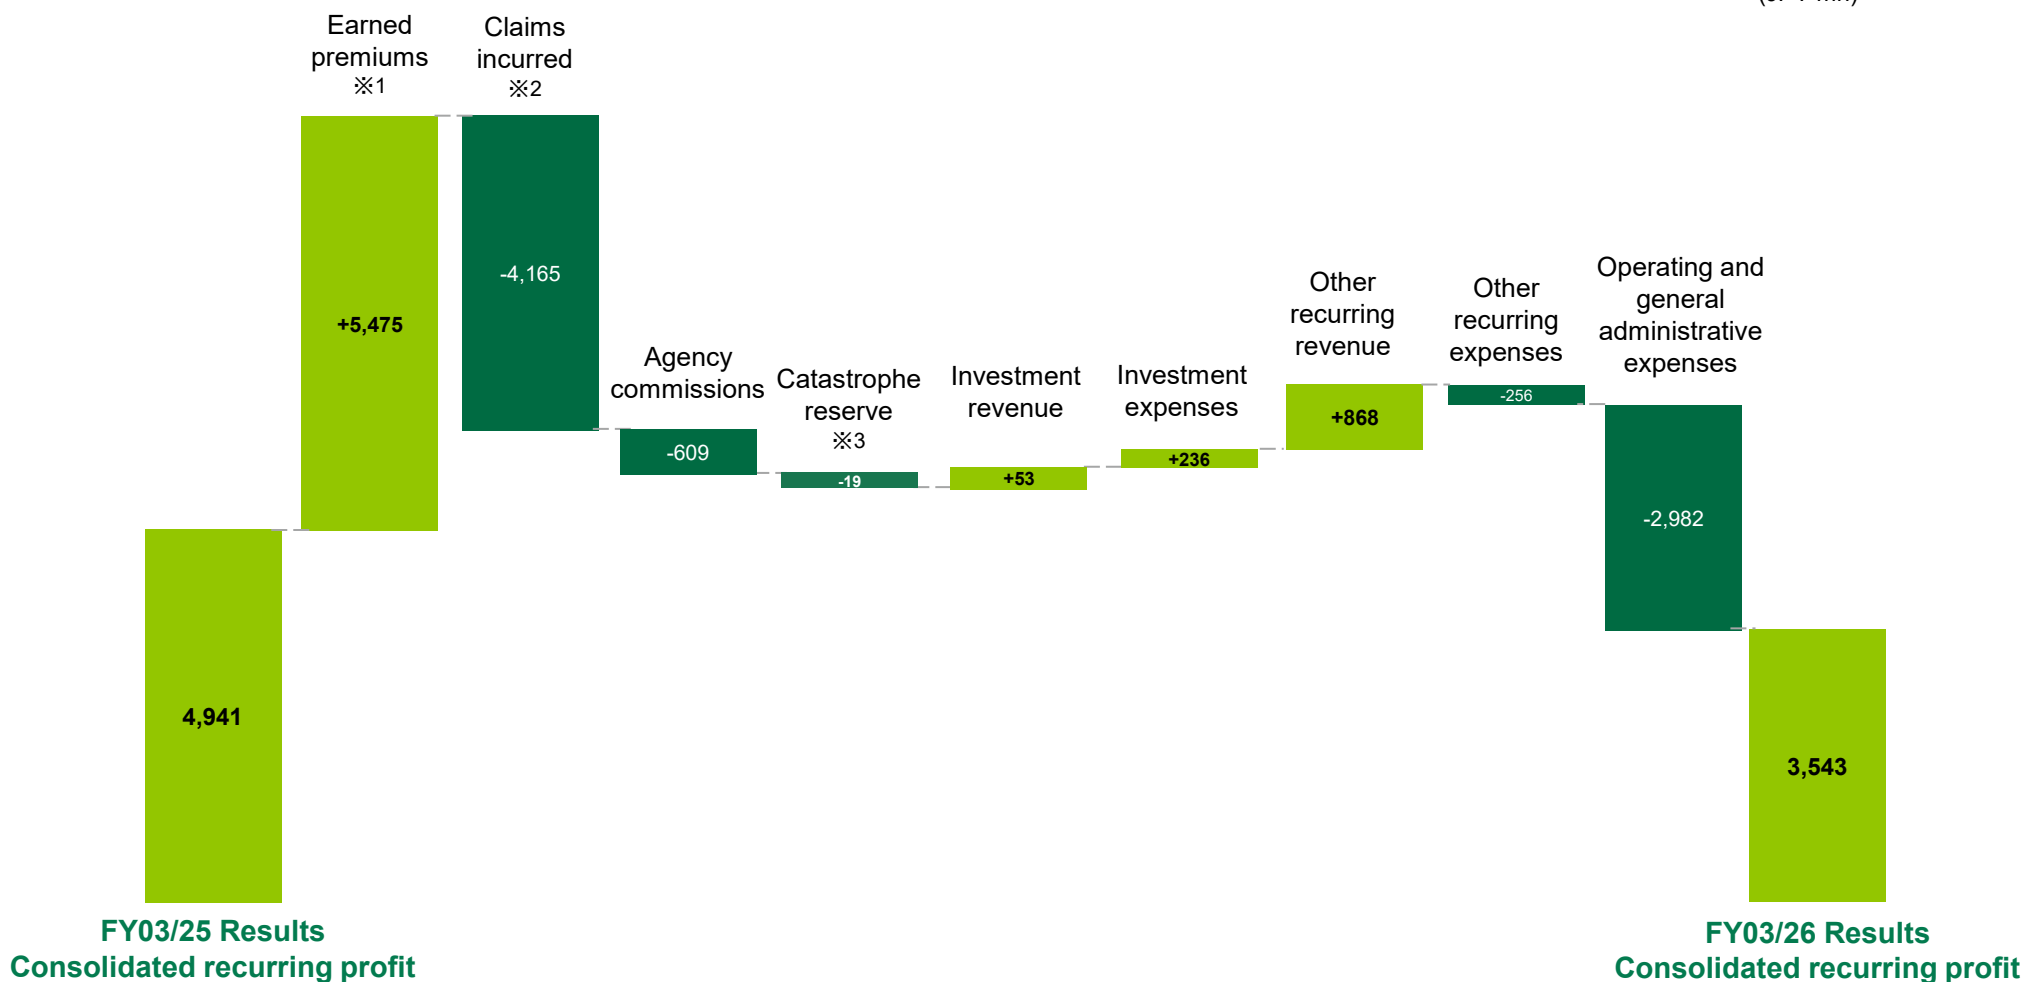 Earned
premiums
※1
Claims
incurred
※2
+5,475
-4,165
Agency
commissions
-609
Catastrophe
reserve
※3
-19
Investment
revenue
+53
Investment
expenses
+236
Other
recurring
revenue
+868
Other
recurring
expenses
-256
Operating and
general
administrative
expenses
-2,982
4,941
3,543
FY03/25 Results
Consolidated recurring profit
FY03/26 Results
Consolidated recurring profit